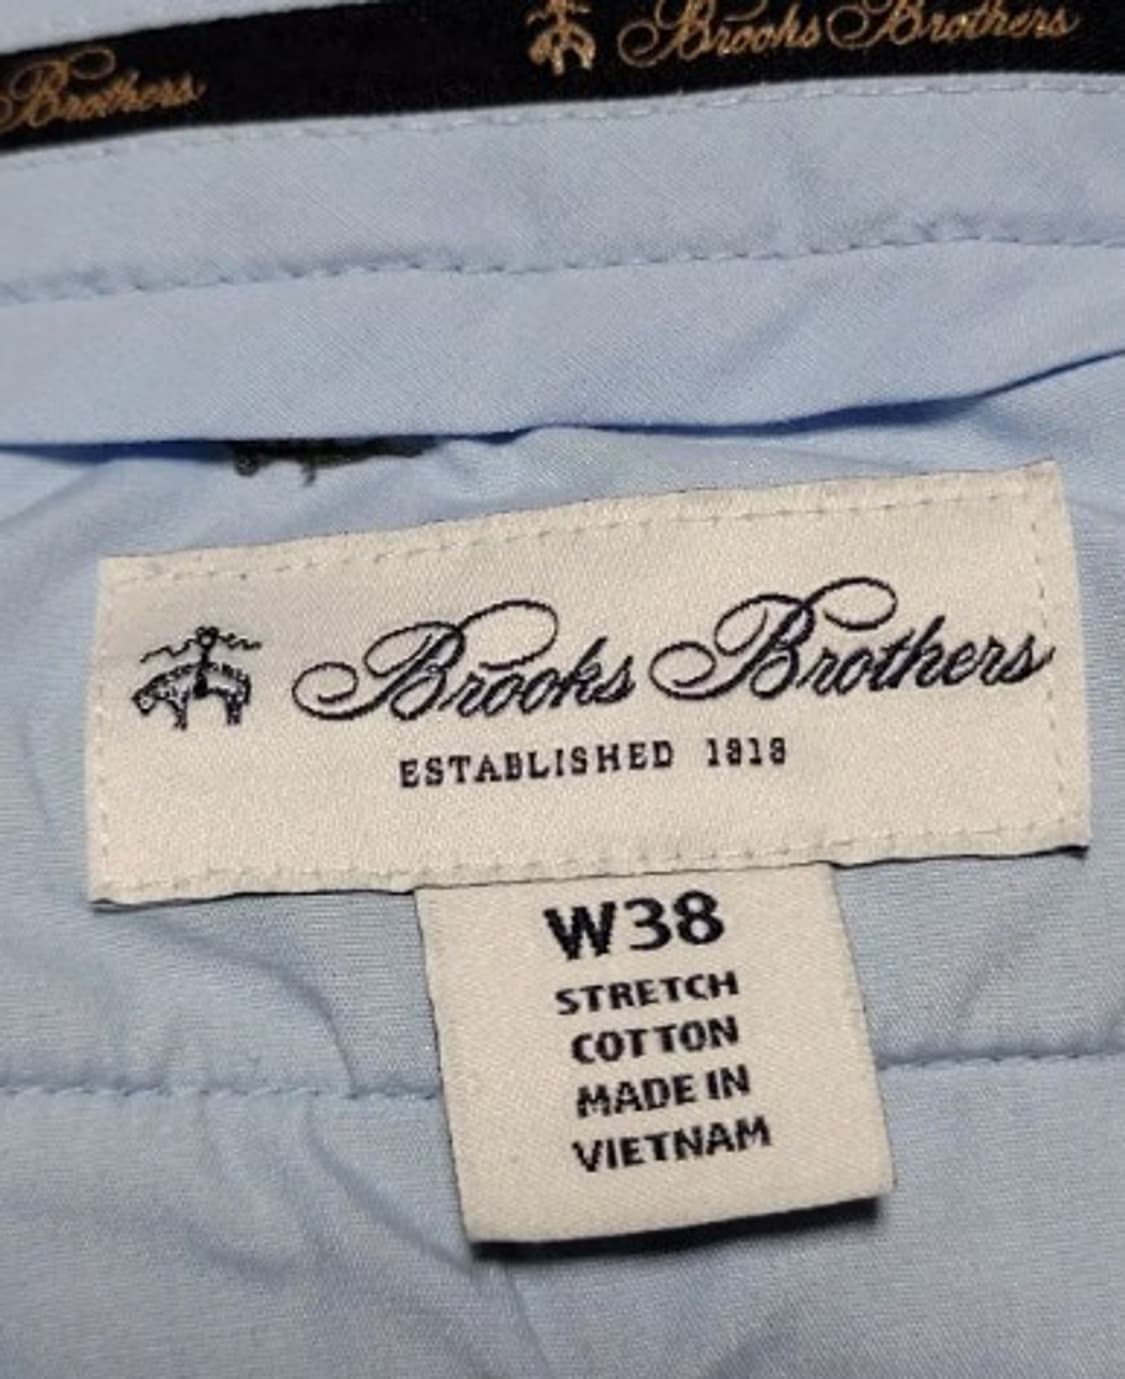 Brooks Brothers
Brothers
Brooks Brothers
ESTABLISHED 1818
W38
STRETCH
COTTON
MADE IN
VIETNAM